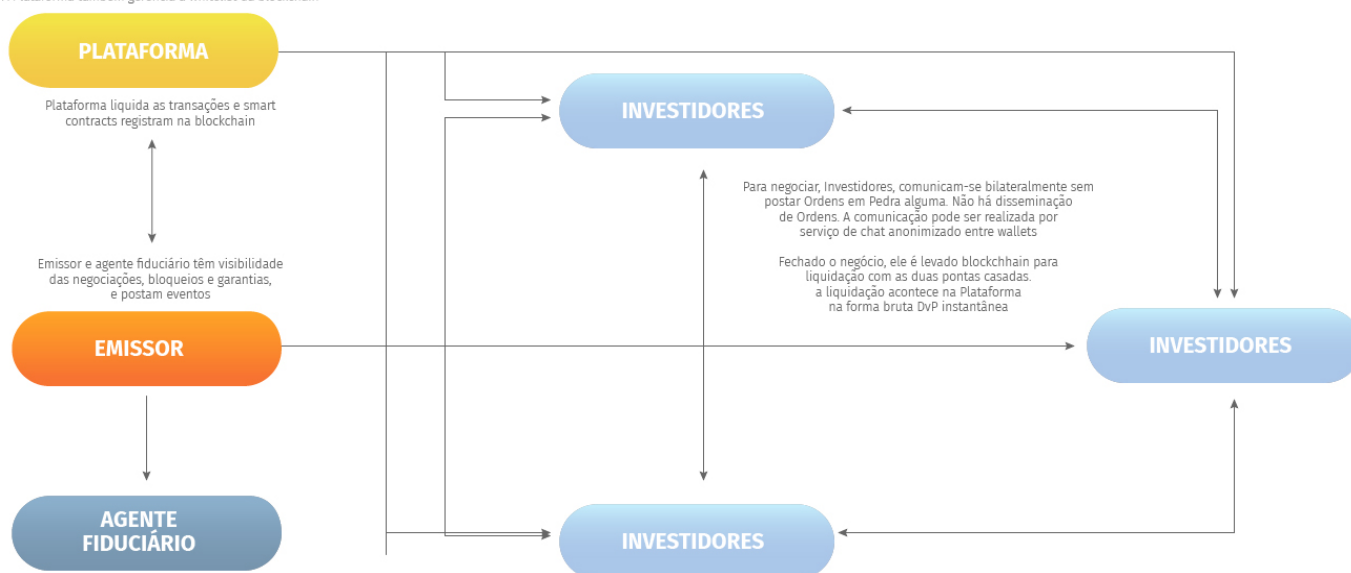 PLATAFORMA
Plataforma liquida as transações e smart
contracts registram na blockchain
Emissor e agente fiduciário têm visibilidade
das negociações, bloqueios e garantias,
e postam eventos
EMISSOR
AGENTE
FIDUCIÁRIO
INVESTIDORES
Para negociar, Investidores, comunicam-se bilateralmente sem
postar Ordens em Pedra alguma. Não há disseminação
de Ordens. A comunicação pode ser realizada por
serviço de chat anonimizado entre wallets
Fechado o negócio, ele é levado blockchhain para
liquidação com as duas pontas casadas.
a liquidação acontece na Plataforma
na forma bruta DvP instantânea
INVESTIDORES
INVESTIDORES